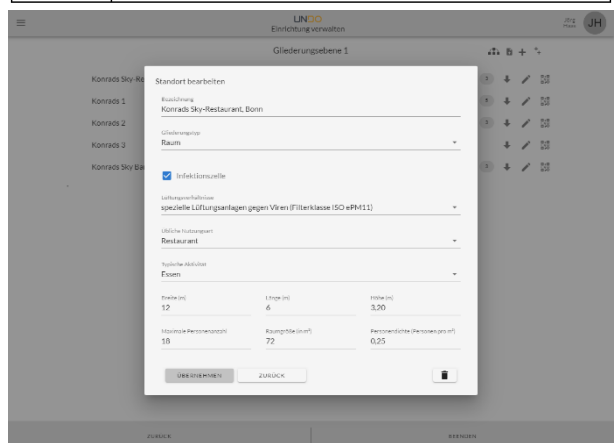 LINDO
Einrichtung verwalten
JH
Gliederungsebene 1
Konrads Sky-Re
Standort bearbeiten
Bezeichnung
Konrads Sky-Restaurant, Bonn
Konrads 1
Konrads 2
Gliederungstyp
Raum
Konrads 3
Konrads Sky Ba
Infektionszelle
Lüftungsverhältnisse
spezielle Lüftungsanlagen gegen Viren (Filterklasse ISO ePM11)
Übliche Nutzungsart
Restaurant
Typische Aktivität
Essen
Breite (m) Länge (m) Höhe (m)
12 6 3,20
Maximale Personenanzahl Raumgröße (in m²) Personendichte (Personen pro m²)
18 72 0,25
ÜBERNEHMEN ZURÜCK
ZURÜCK BEENDEN